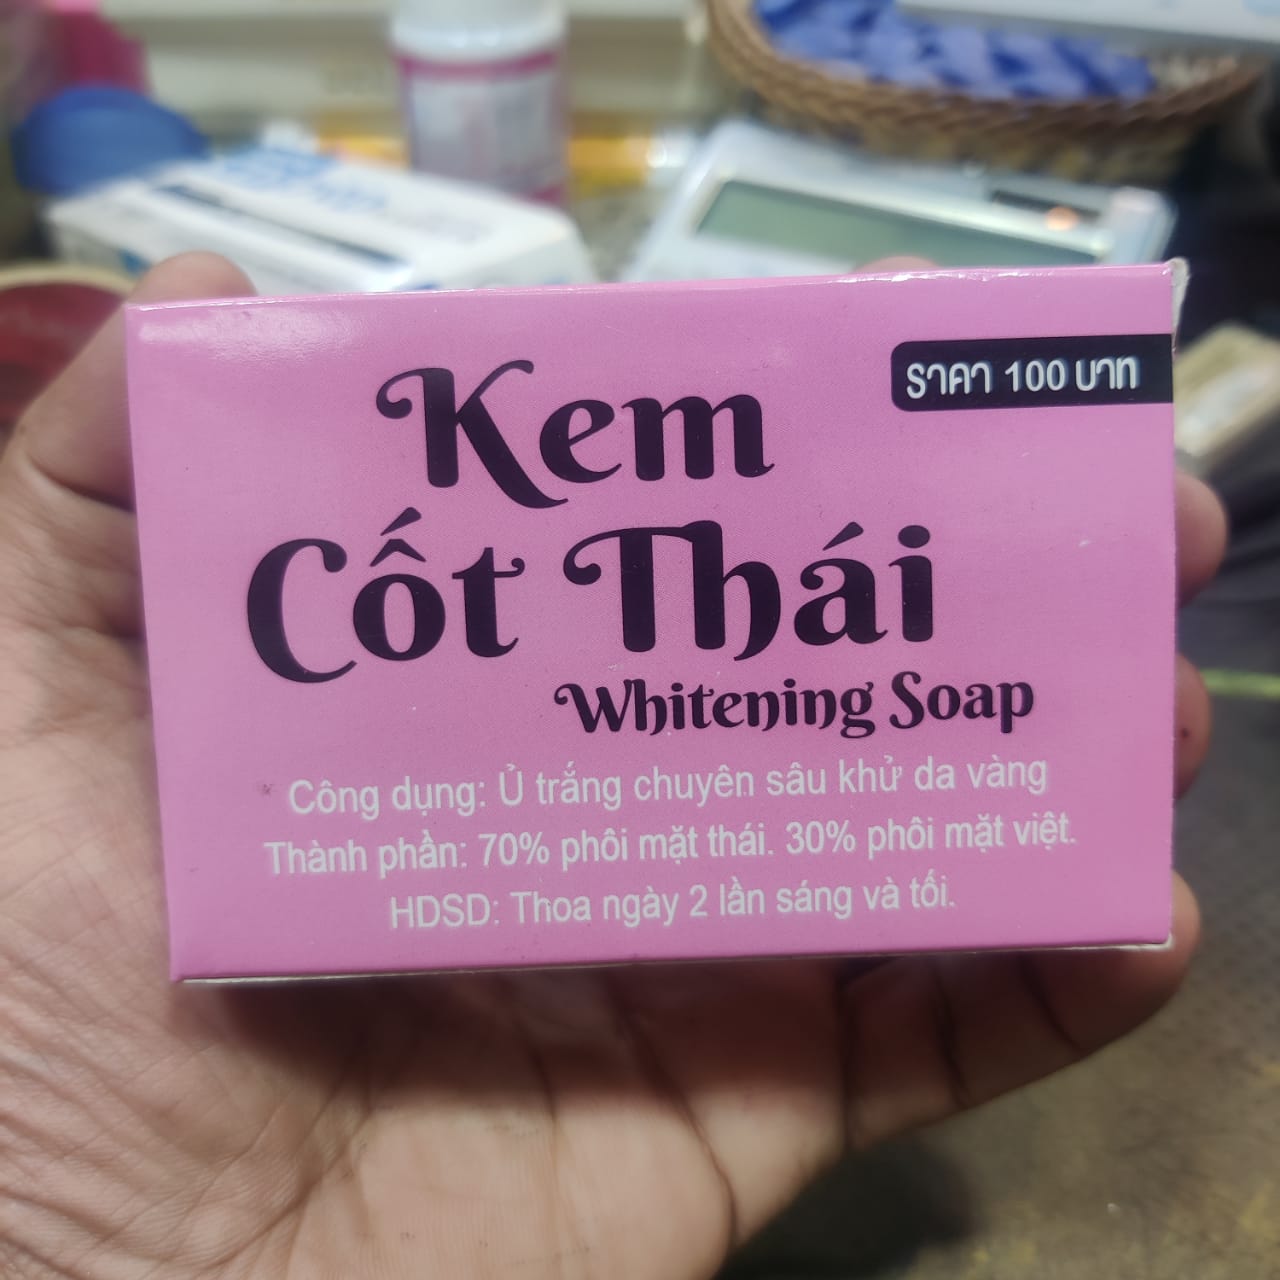 ราคา 100 บาท
Kem
Cốt Thái
Whitening Soap
Công dụng: Ủ trắng chuyên sâu khử da vàng
Thành phần: 70% phôi mặt thái. 30% phôi mặt việt.
HDSD: Thoa ngày 2 lần sáng và tối.